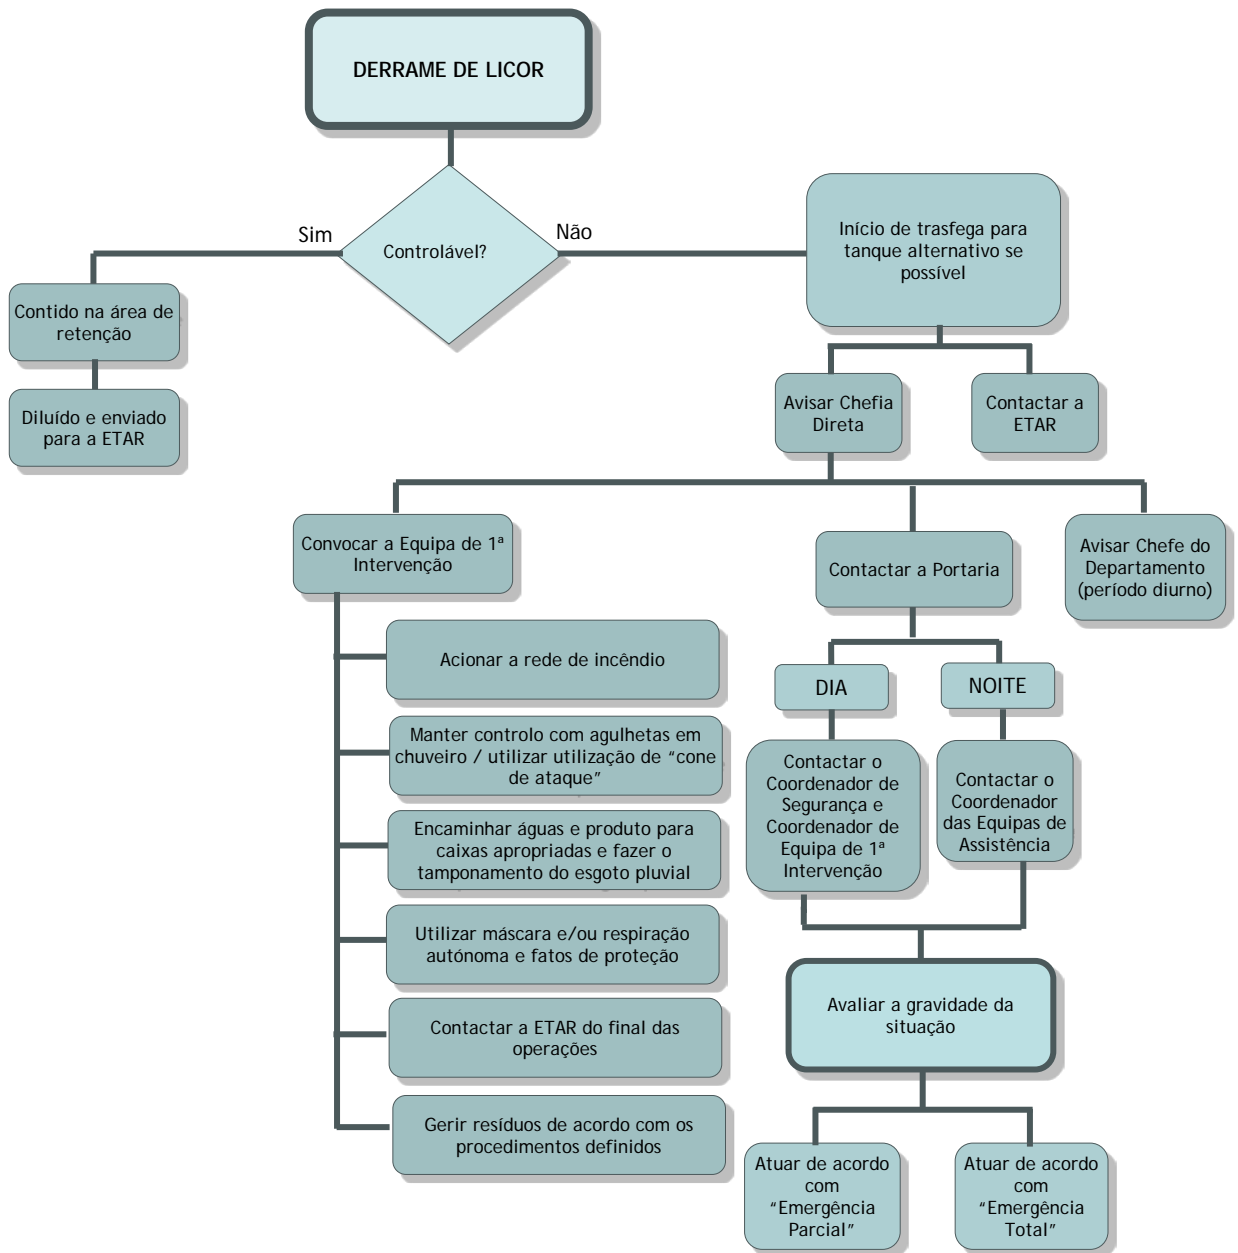 DERRAME DE LICOR
Sim
Controlável?
Não
Início de trasfega para
tanque alternativo se
possível
Contido na área de
retenção
Diluído e enviado
para a ETAR
Avisar Chefia
Direta
Contactar a
ETAR
Convocar a Equipa de 1ª
Intervenção
Contactar a Portaria
Avisar Chefe do
Departamento
(período diurno)
Acionar a rede de incêndio
Manter controlo com agulhetas em
chuveiro / utilizar utilização de “cone
de ataque”
Encaminhar águas e produto para
caixas apropriadas e fazer o
tamponamento do esgoto pluvial
Utilizar máscara e/ou respiração
autónoma e fatos de proteção
Contactar a ETAR do final das
operações
Gerir resíduos de acordo com os
procedimentos definidos
DIA
NOITE
Contactar o
Coordenador de
Segurança e
Coordenador de
Equipa de 1ª
Intervenção
Contactar o
Coordenador
das Equipas de
Assistência
Avaliar a gravidade da
situação
Atuar de acordo
com
“Emergência
Parcial”
Atuar de acordo
com
“Emergência
Total”